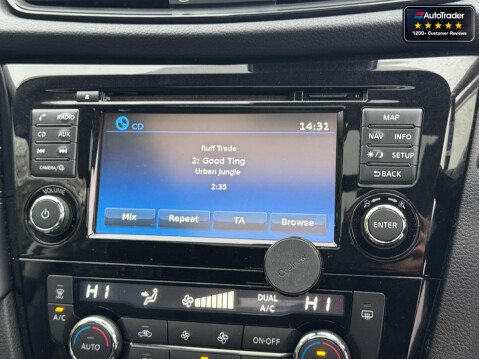 AutoTrader
1200+ Customer Reviews
RADIO
CD AUX
CAMERA/
VOLUME
CD
14:31
Ruff Trade
2: Good Ting
Urban Jungle
2:35
Mix Repeat TA Browse
MAP
NAV INFO
SETUP
BACK
ENTER
HI
DUAL
A/C
HI
A/C
ON·OFF
AUTO